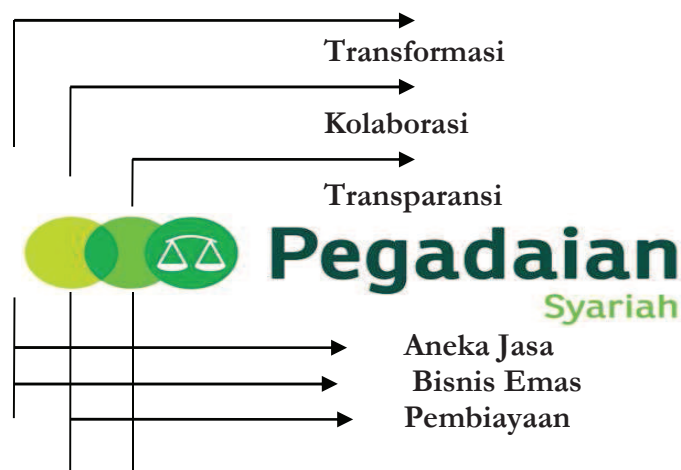 Transformasi
Kolaborasi
Transparansi
Pegadaian
Syariah
Aneka Jasa
Bisnis Emas
Pembiayaan